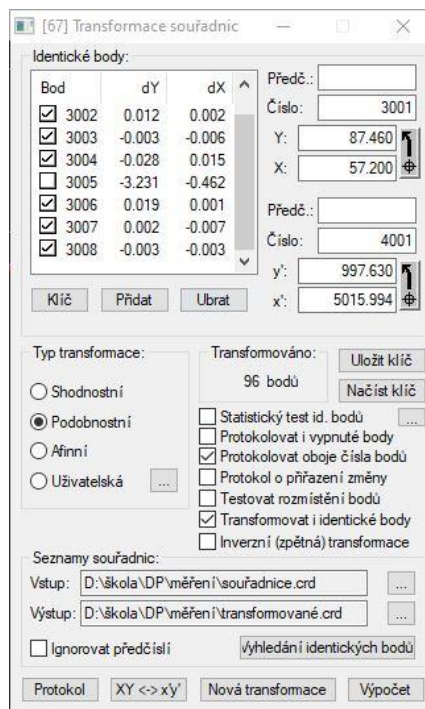 [67] Transformace souřadnic
Identické body:
Bod dY dX
3002 0.012 0.002
3003 -0.003 -0.006
3004 -0.028 0.015
3005 -3.231 -0.462
3006 0.019 0.001
3007 0.002 -0.007
3008 -0.003 -0.003
Klíč Přidat Ubrat
Předč.:
Číslo: 3001
Y: 87.460
X: 57.200
Předč.:
Číslo: 4001
y': 997.630
x': 5015.994
Typ transformace:
Shodnostní
Podobnostní
Afinní
Uživatelská ...
Transformováno:
96 bodů
Uložit klíč
Načíst klíč
Statistický test id. bodů ...
Protokolovat i vypnuté body
Protokolovat oboje čísla bodů
Protokol o přiřazení změny
Testovat rozmístění bodů
Transformovat i identické body
Inverzní (zpětná) transformace
Seznamy souřadnic:
Vstup: D:\škola\DP\měření\souřadnice.crd ...
Výstup: D:\škola\DP\měření\transformované.crd ...
Ignorovat předčíslí Vyhledání identických bodů
Protokol XY <-> x'y' Nová transformace Výpočet